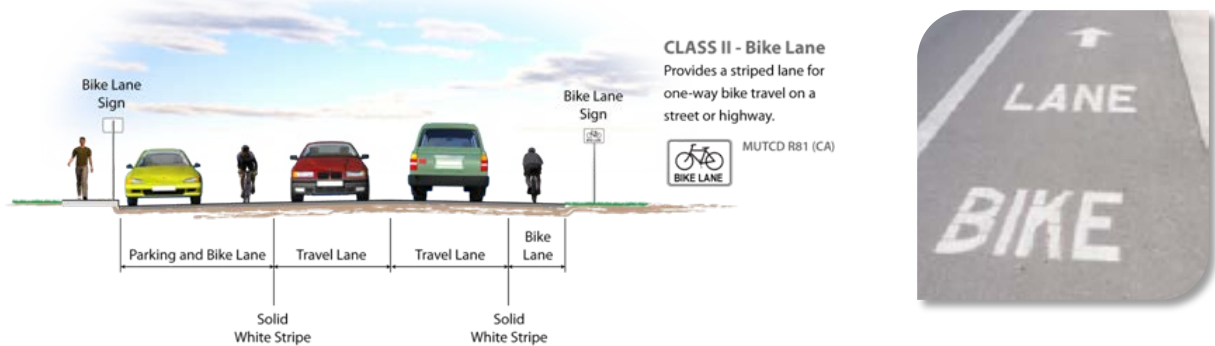 CLASS II - Bike Lane
Provides a striped lane for
one-way bike travel on a
street or highway.
BIKE LANE
MUTCD R81 (CA)
Bike Lane
Sign
Bike Lane
Sign
Parking and Bike Lane
Travel Lane
Travel Lane
Bike
Lane
Solid
White Stripe
Solid
White Stripe
LANE
BIKE